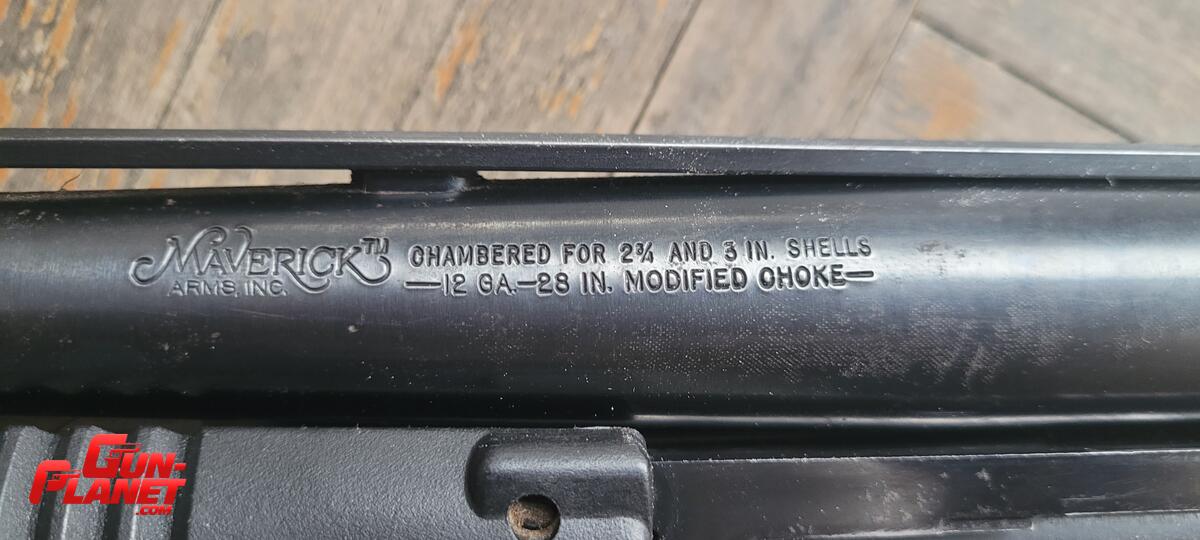 MAVERICK™
ARMS, INC.
CHAMBERED FOR 2¾ AND 3 IN. SHELLS
—12 GA.—28 IN. MODIFIED CHOKE—
GUN-
PLANET
.COM